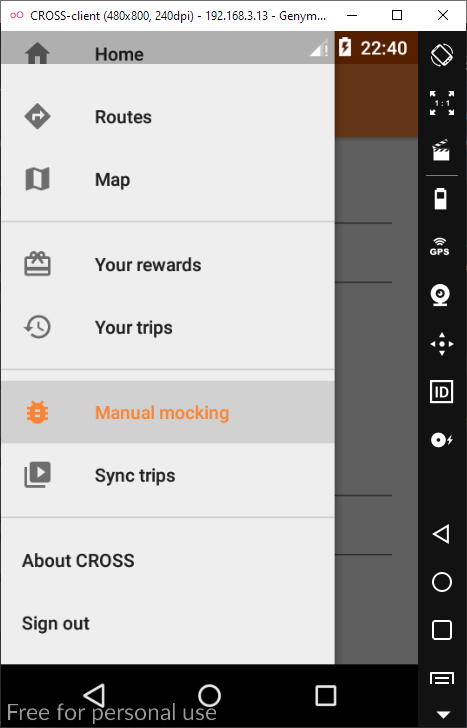 CROSS-client (480x800, 240dpi) - 192.168.3.13 - Genym...
22:40
Home
1 : 1
Routes
Map
GPS
Your rewards
Your trips
ID
Manual mocking
Sync trips
About CROSS
Sign out
Free for personal use